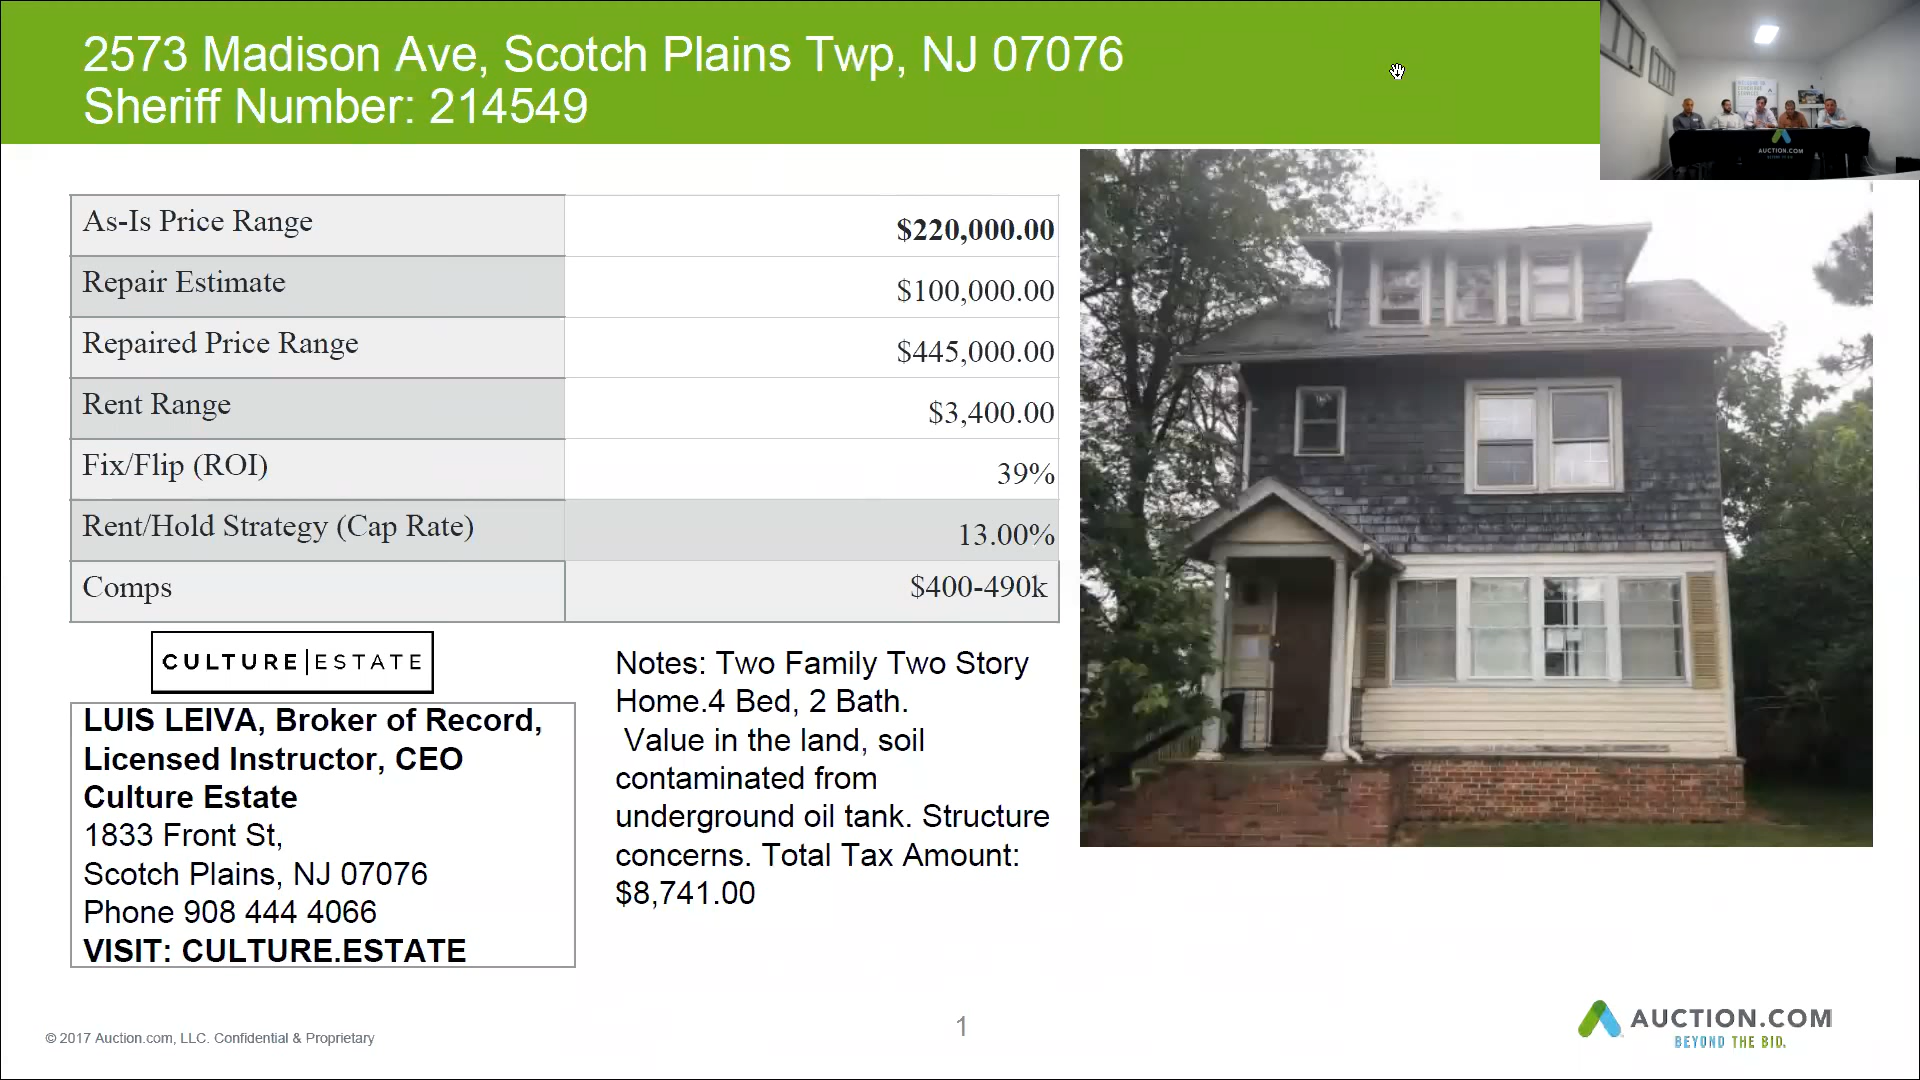 2573 Madison Ave, Scotch Plains Twp, NJ 07076
Sheriff Number: 214549
As-Is Price Range $220,000.00
Repair Estimate $100,000.00
Repaired Price Range $445,000.00
Rent Range $3,400.00
Fix/Flip (ROI) 39%
Rent/Hold Strategy (Cap Rate) 13.00%
Comps $400-490k
CULTURE|ESTATE
LUIS LEIVA, Broker of Record,
Licensed Instructor, CEO
Culture Estate
1833 Front St,
Scotch Plains, NJ 07076
Phone 908 444 4066
VISIT: CULTURE.ESTATE
Notes: Two Family Two Story
Home.4 Bed, 2 Bath.
Value in the land, soil
contaminated from
underground oil tank. Structure
concerns. Total Tax Amount:
$8,741.00
AUCTION.COM
© 2017 Auction.com, LLC. Confidential & Proprietary
1
AUCTION.COM
BEYOND THE BID.